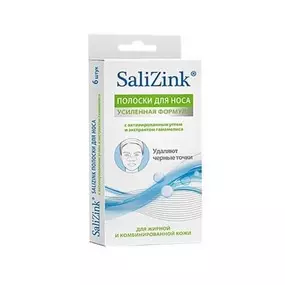 SaliZink®
ПОЛОСКИ ДЛЯ НОСА
УСИЛЕННАЯ ФОРМУЛА
с активированным углем
и экстрактом гамамелиса
Удаляют
черные точки
ДЛЯ ЖИРНОЙ
И КОМБИНИРОВАННОЙ КОЖИ
6 штук
SALIZINK ПОЛОСКИ ДЛЯ НОСА